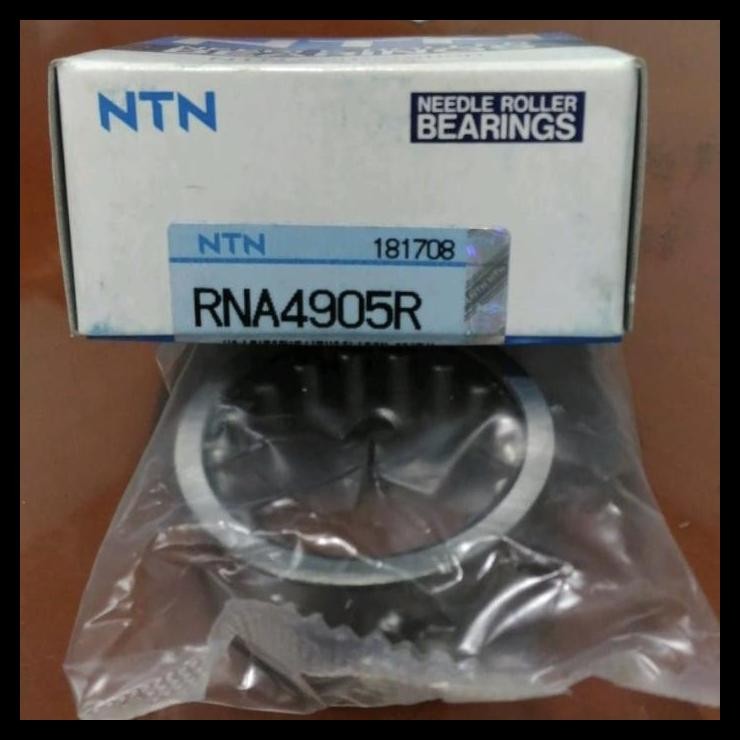 NTN
NEEDLE ROLLER
BEARINGS
NTN 181708
RNA4905R